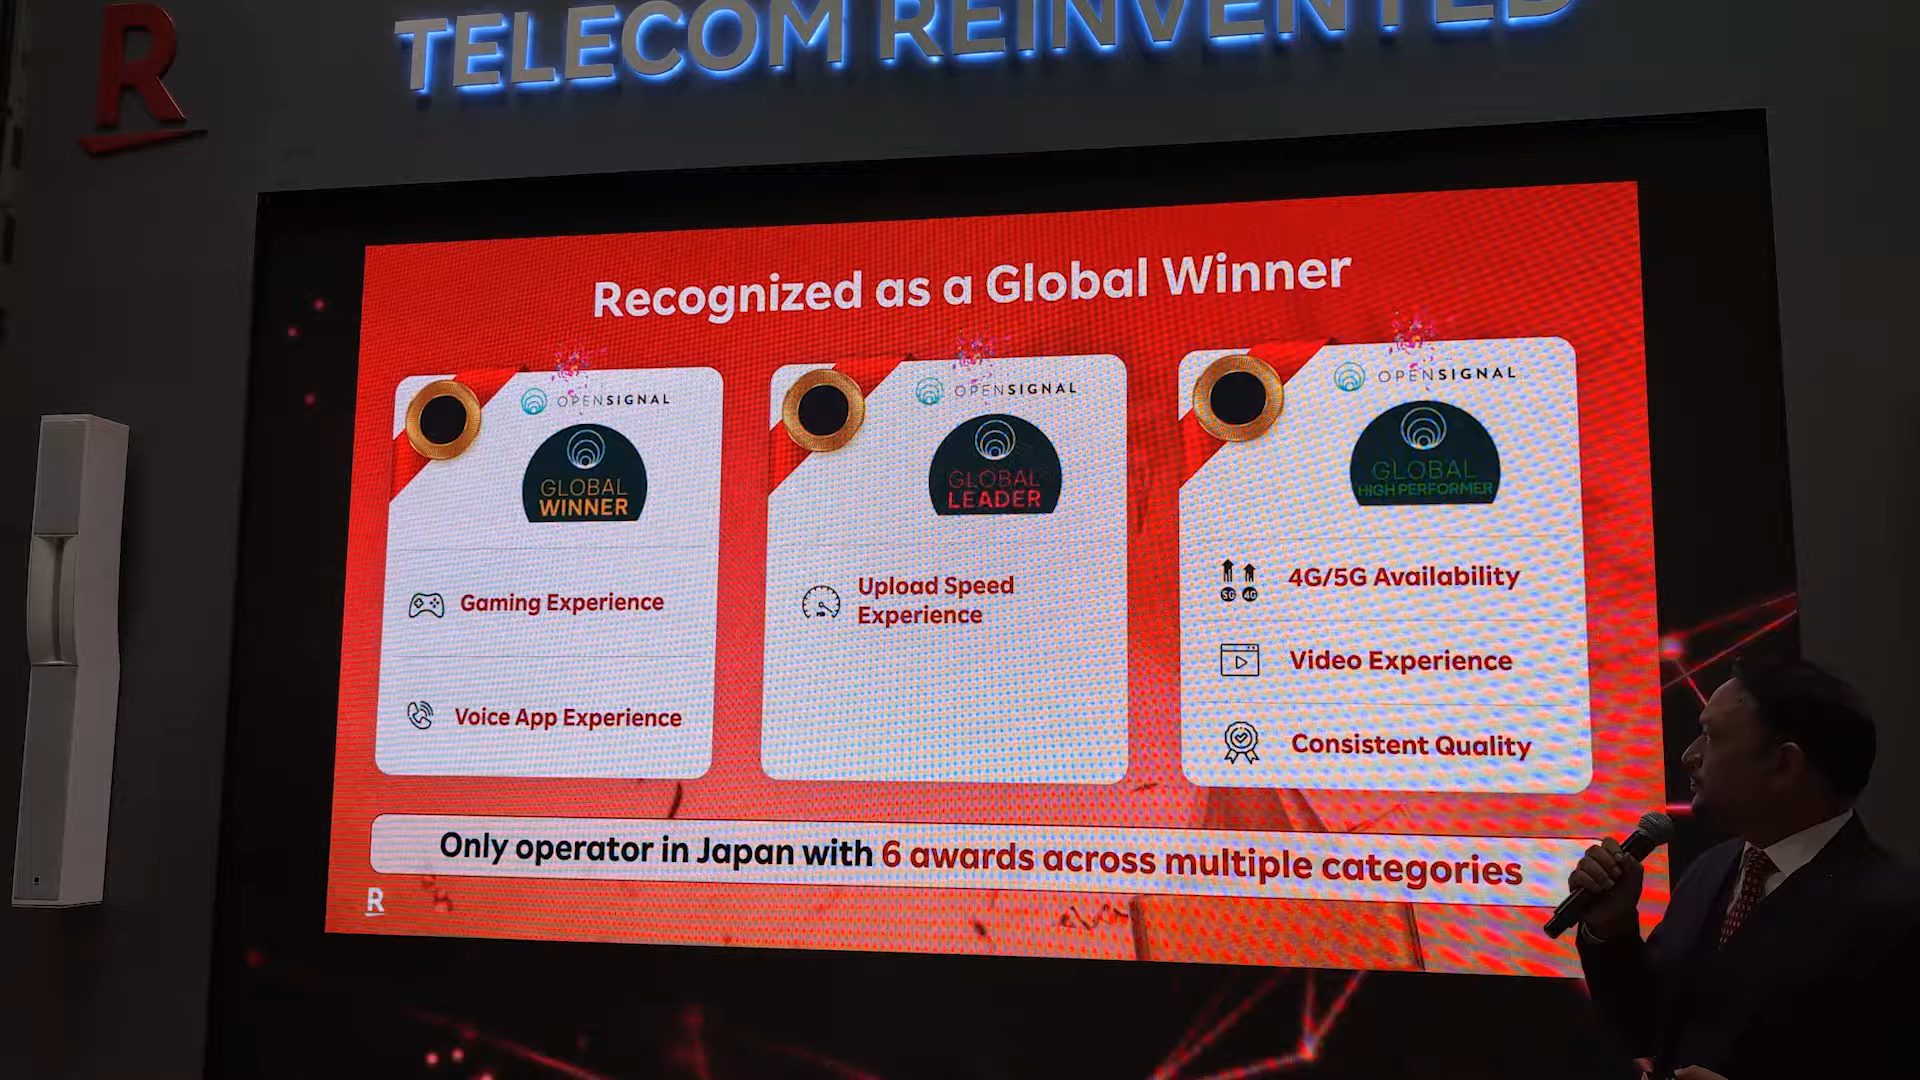 R
TELECOM REINVENTED
Recognized as a Global Winner
OPENSIGNAL
GLOBAL
WINNER
Gaming Experience
Voice App Experience
OPENSIGNAL
GLOBAL
LEADER
Upload Speed
Experience
OPENSIGNAL
GLOBAL
HIGH PERFORMER
5G 4G
4G/5G Availability
Video Experience
Consistent Quality
Only operator in Japan with 6 awards across multiple categories
R